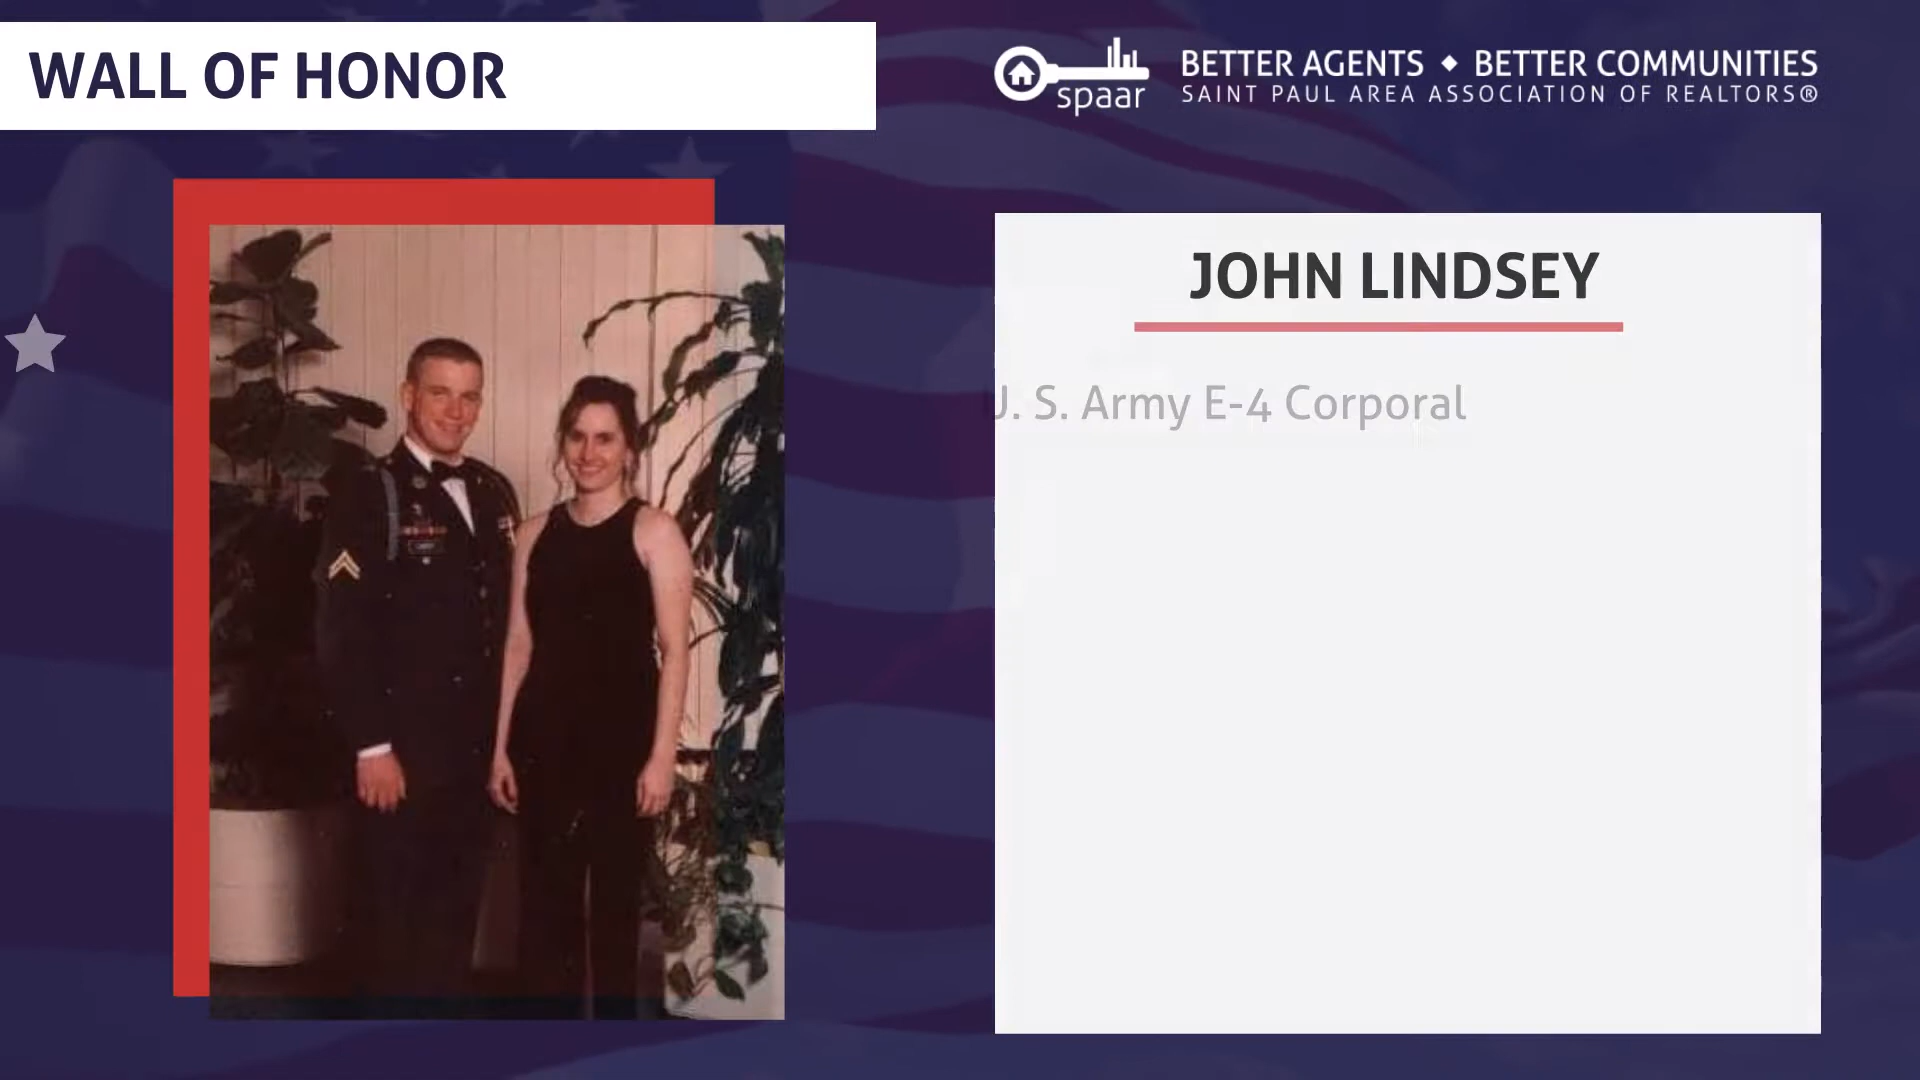 WALL OF HONOR
spaar
BETTER AGENTS ◆ BETTER COMMUNITIES
SAINT PAUL AREA ASSOCIATION OF REALTORS®
JOHN LINDSEY
U. S. Army E-4 Corporal